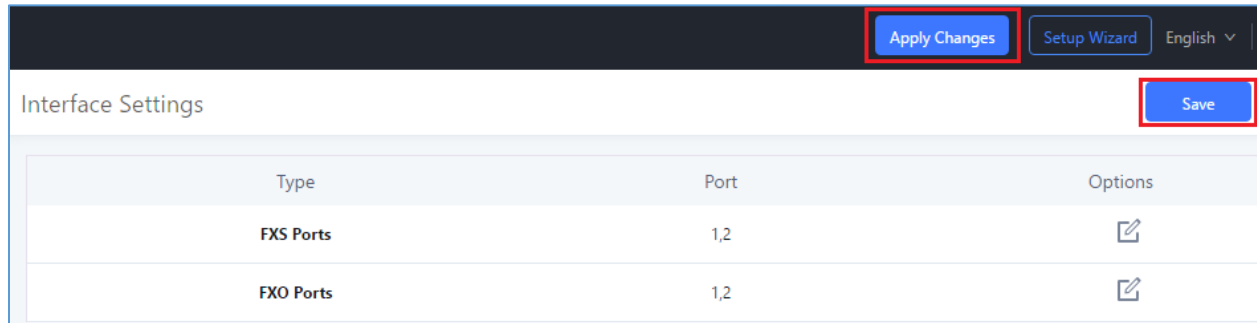 Apply Changes Setup Wizard English
Interface Settings Save
Type Port Options
FXS Ports 1,2
FXO Ports 1,2